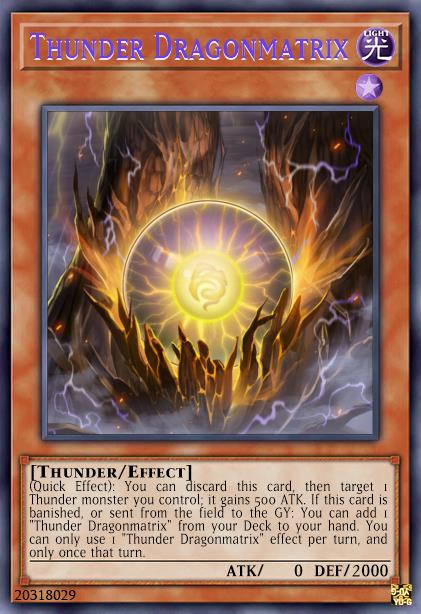 Thunder Dragonmatrix
LIGHT
光
[Thunder/Effect]
(Quick Effect): You can discard this card, then target 1
Thunder monster you control; it gains 500 ATK. If this card is
banished, or sent from the field to the GY: You can add 1
"Thunder Dragonmatrix" from your Deck to your hand. You
can only use 1 "Thunder Dragonmatrix" effect per turn, and
only once that turn.
ATK/ 0 DEF/2000
20318029